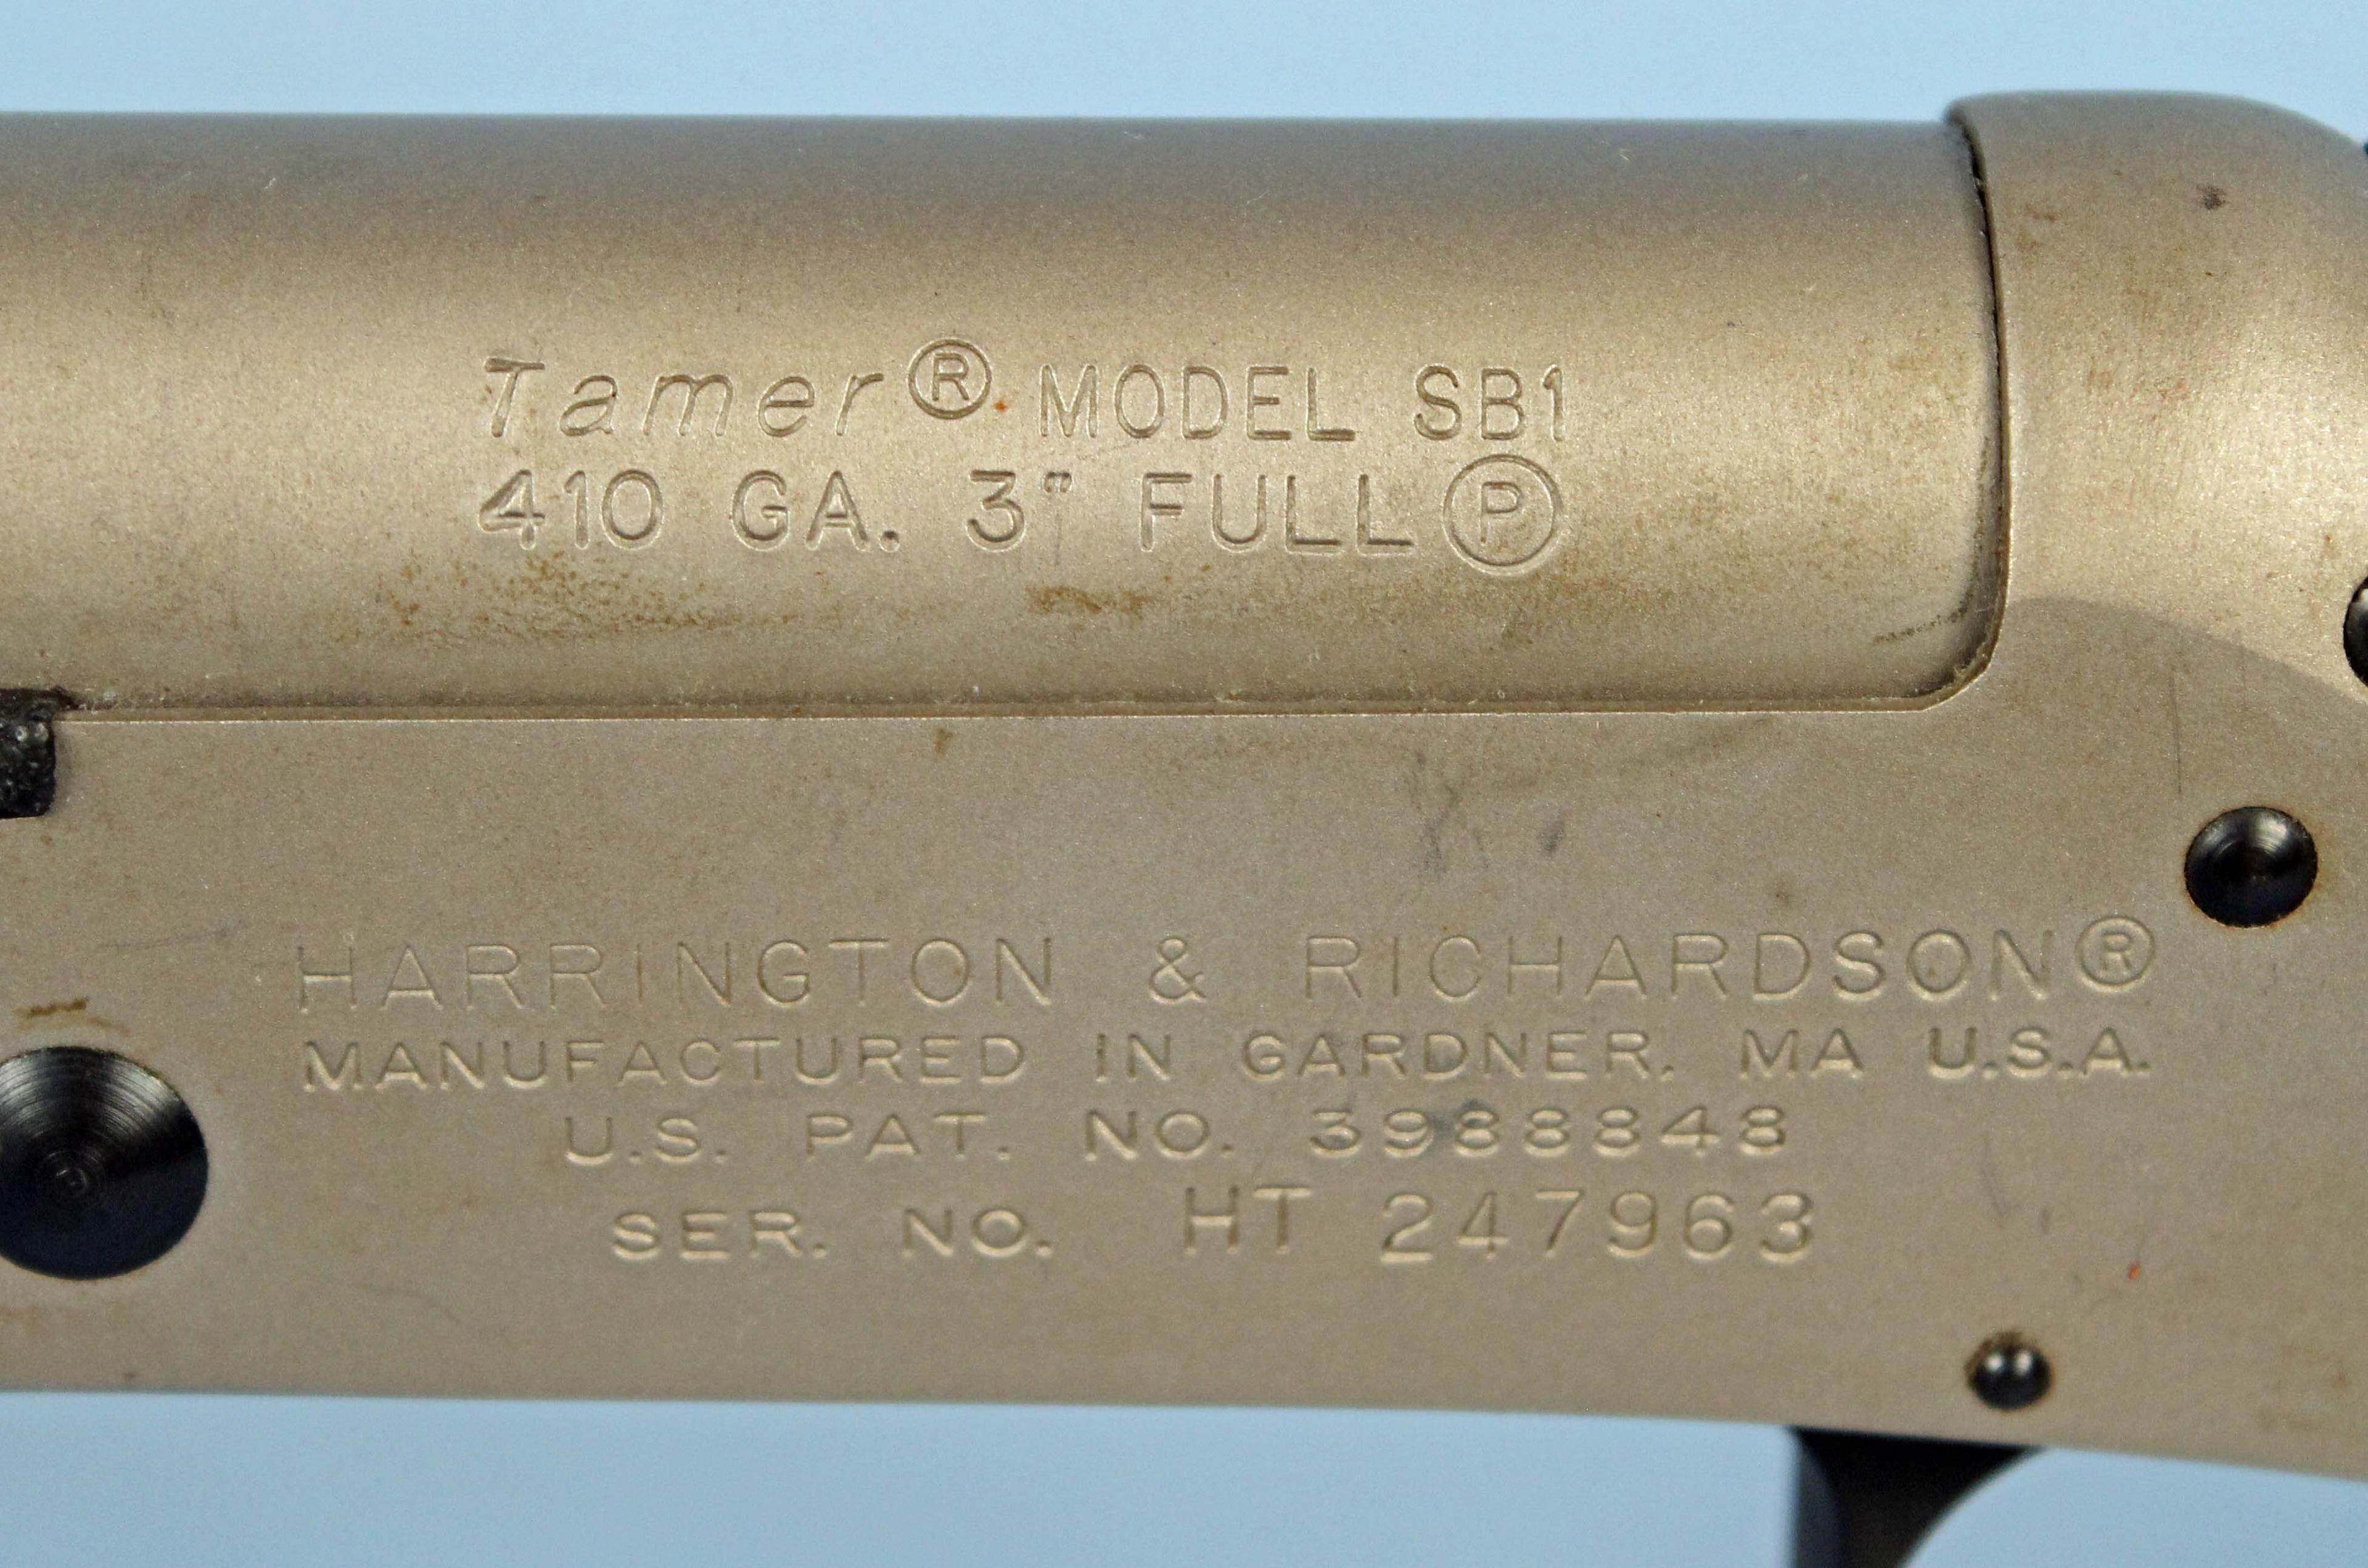 Tamer® MODEL SB1
410 GA. 3" FULL Ⓟ
HARRINGTON & RICHARDSON®
MANUFACTURED IN GARDNER, MA U.S.A.
U.S. PAT. NO. 3988848
SER. NO. HT 247963